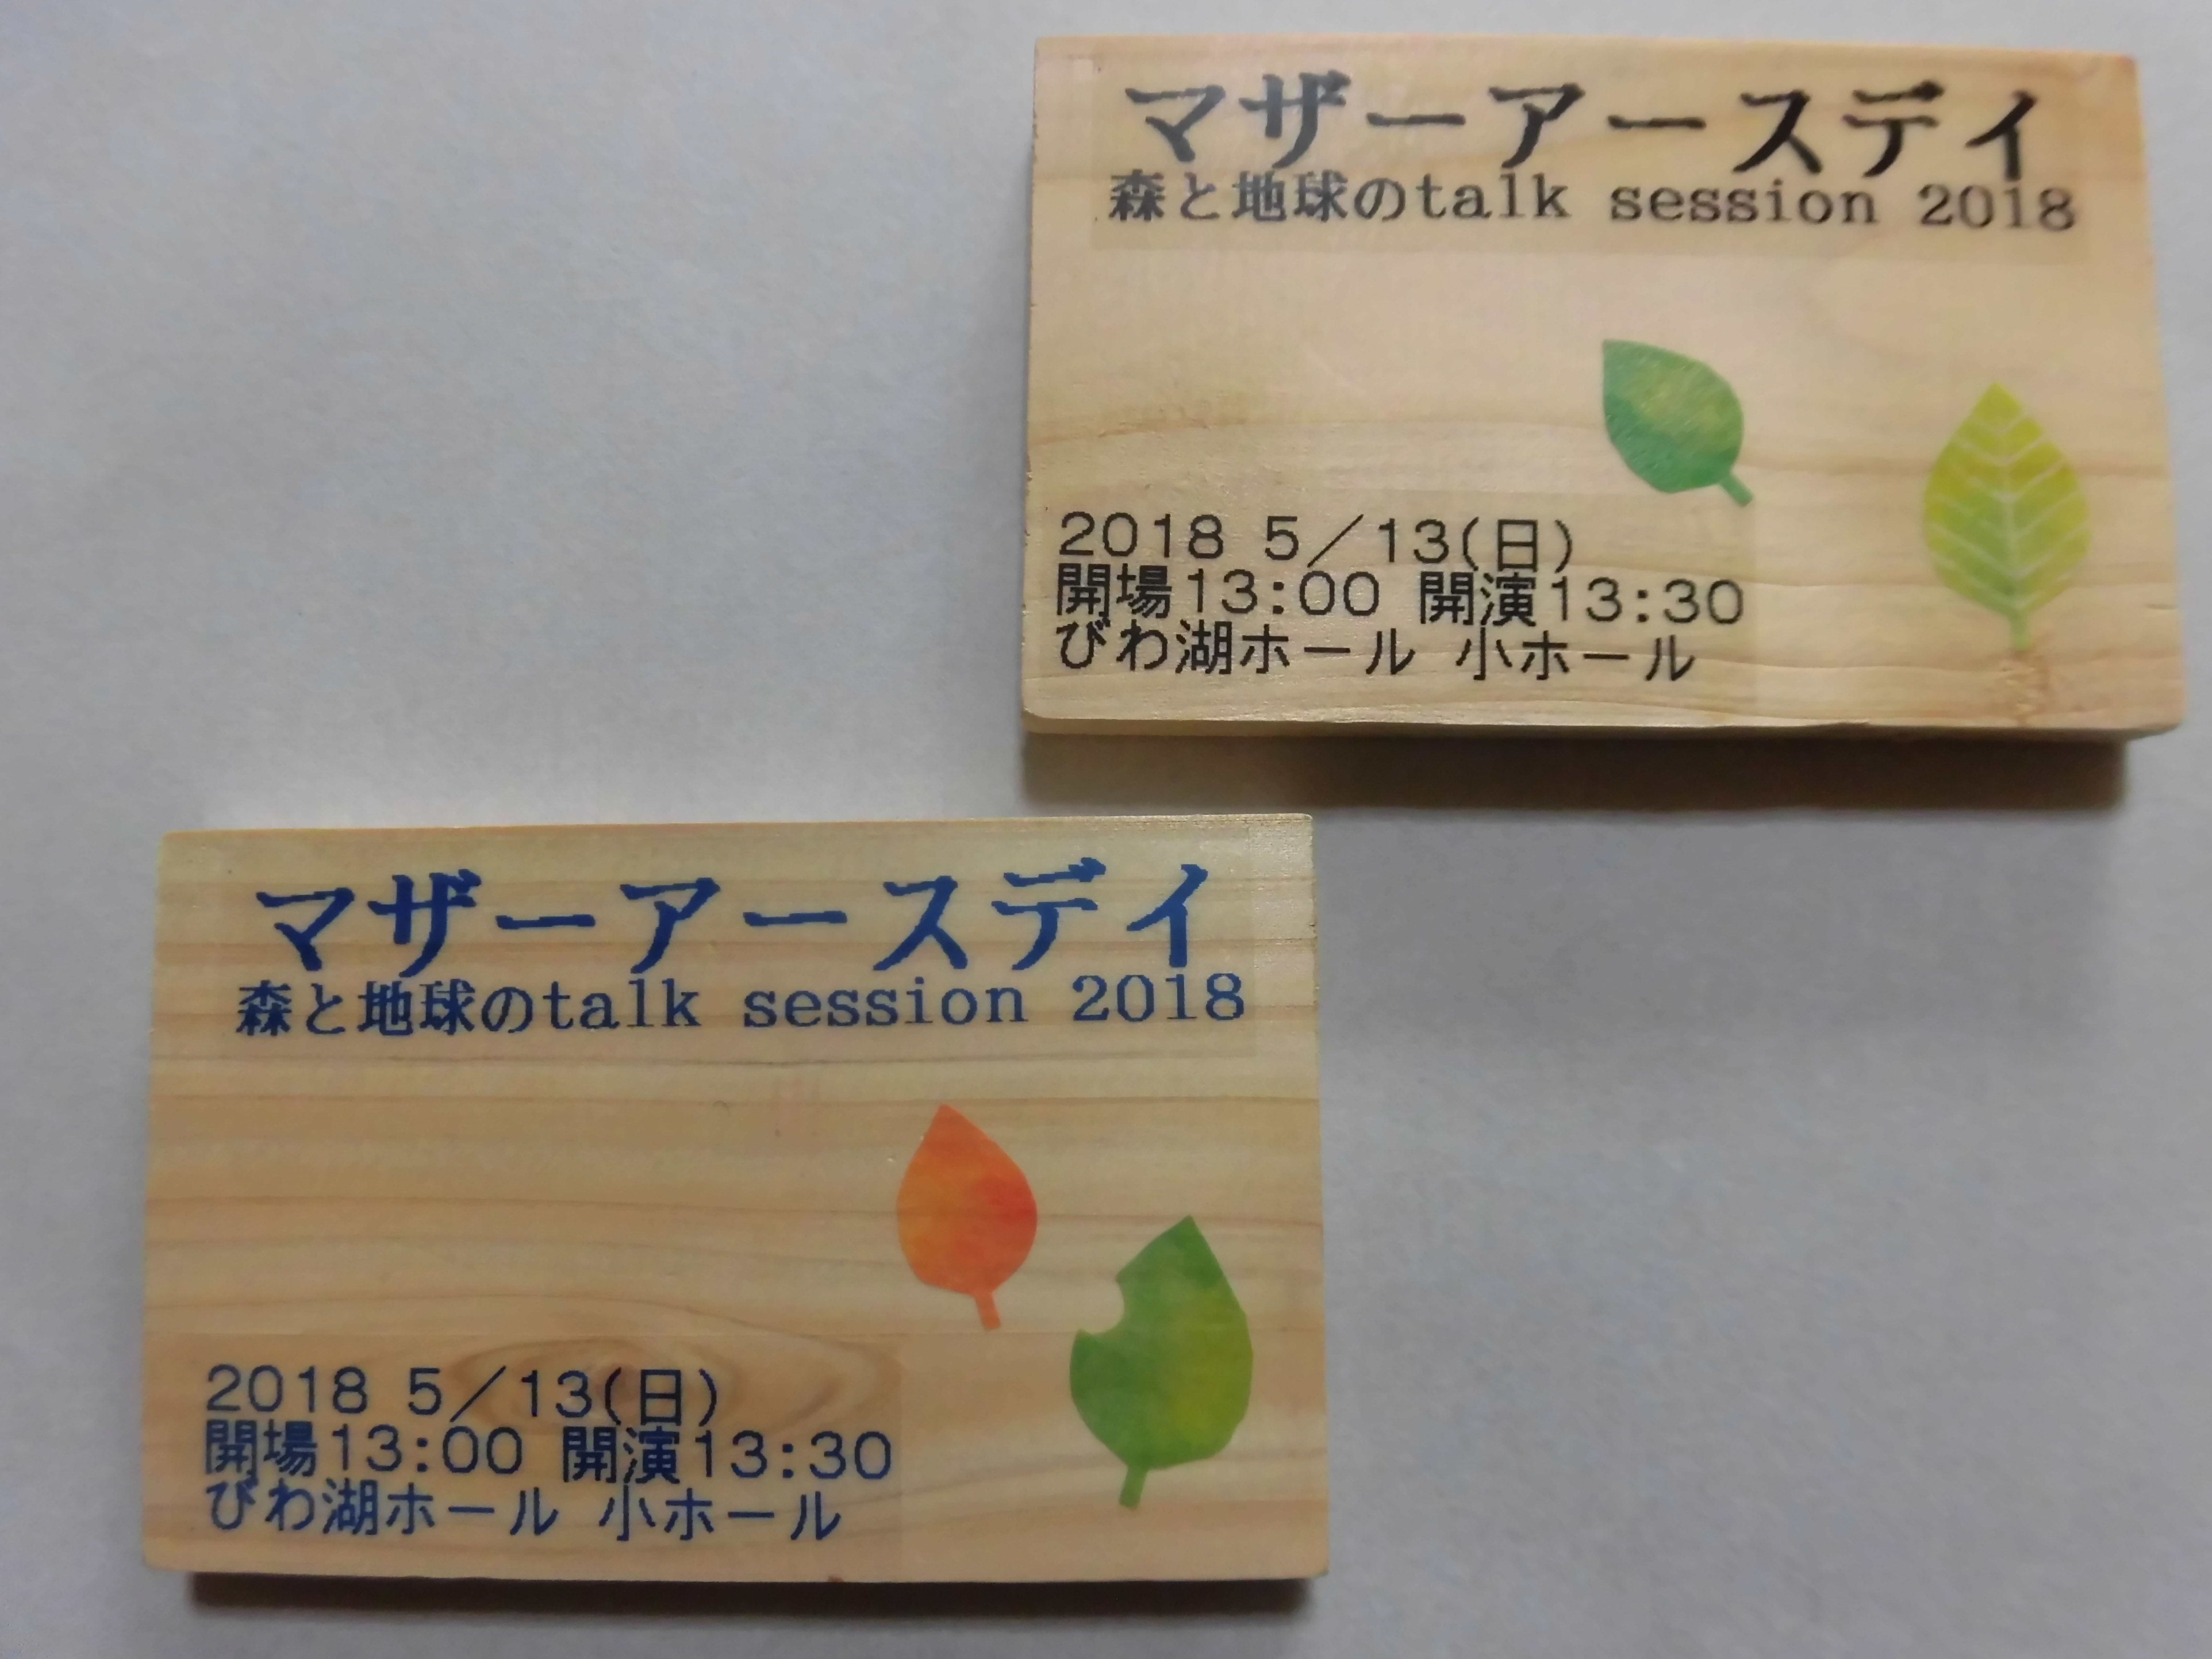 マザーアースデイ
森と地球のtalk session 2018
2018 5／13(日)
開場13:00 開演13:30
びわ湖ホール 小ホール
マザーアースデイ
森と地球のtalk session 2018
2018 5／13(日)
開場13:00 開演13:30
びわ湖ホール 小ホール